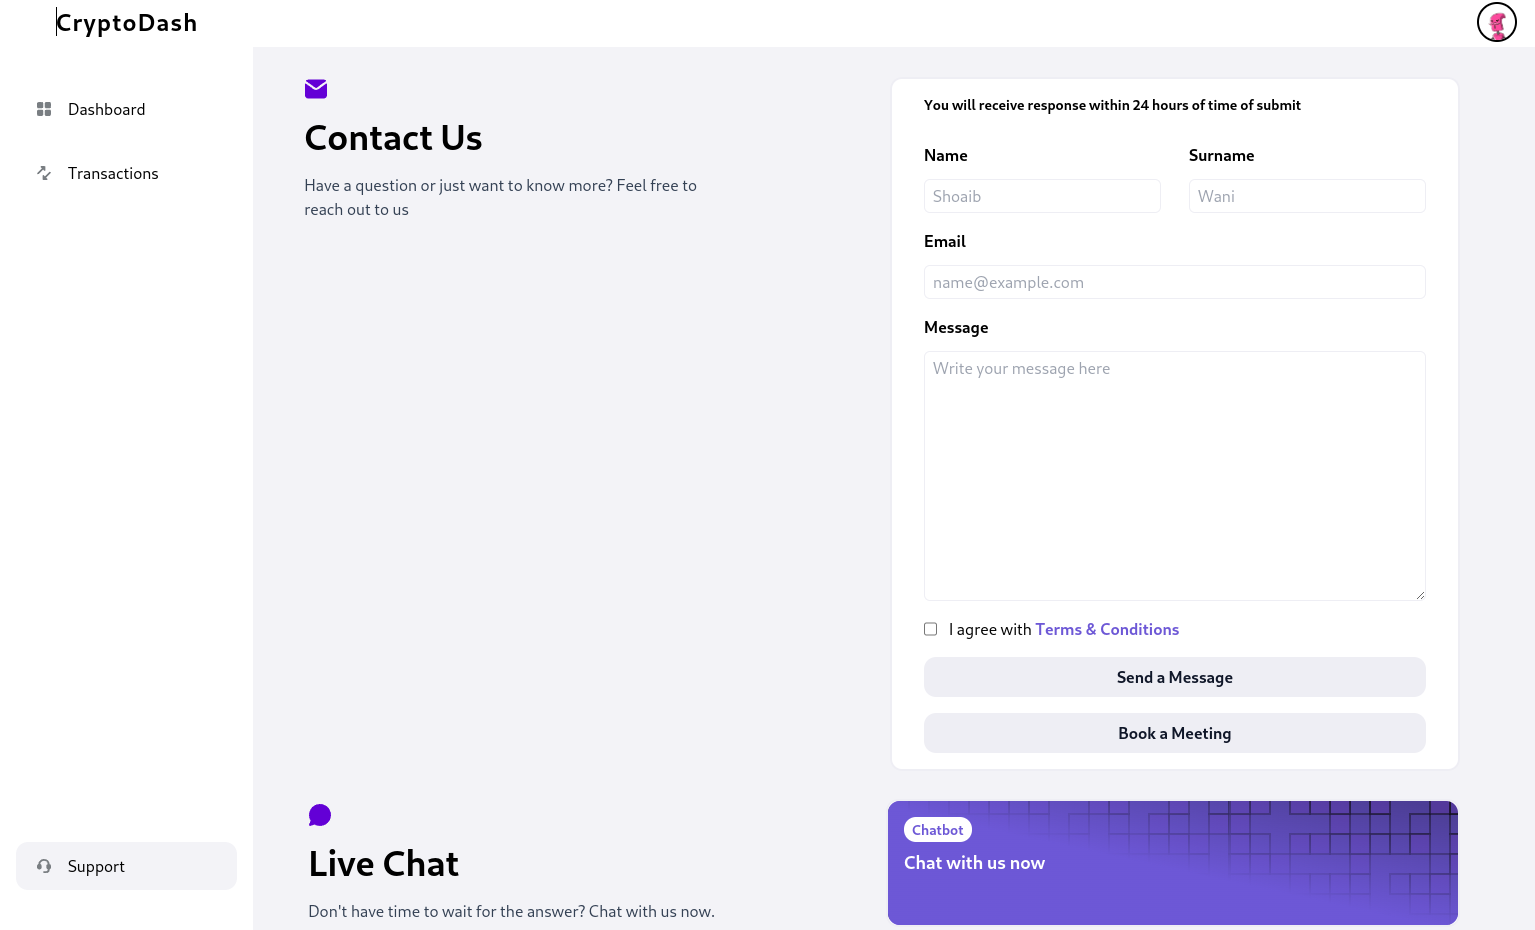 CryptoDash
Dashboard
Transactions
Support
Contact Us
Have a question or just want to know more? Feel free to
reach out to us
You will receive response within 24 hours of time of submit
Name
Surname
Shoaib
Wani
Email
name@example.com
Message
Write your message here
I agree with Terms & Conditions
Send a Message
Book a Meeting
Live Chat
Don't have time to wait for the answer? Chat with us now.
Chatbot
Chat with us now